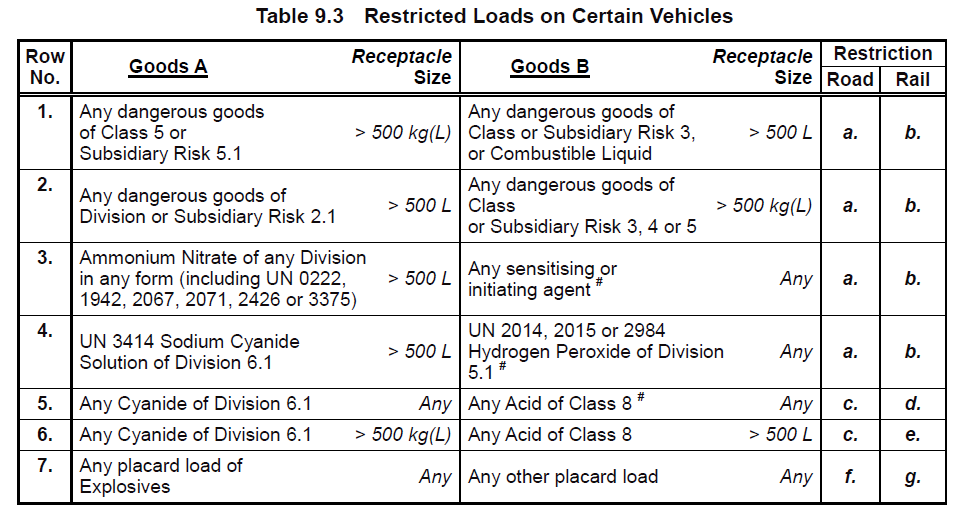 Table 9.3 Restricted Loads on Certain Vehicles
Row No. Goods A Receptacle Size Goods B Receptacle Size Restriction
Road Rail
1. Any dangerous goods of Class 5 or Subsidiary Risk 5.1 > 500 kg(L) Any dangerous goods of Class or Subsidiary Risk 3, or Combustible Liquid > 500 L a. b.
2. Any dangerous goods of Division or Subsidiary Risk 2.1 > 500 L Any dangerous goods of Class or Subsidiary Risk 3, 4 or 5 > 500 kg(L) a. b.
3. Ammonium Nitrate of any Division in any form (including UN 0222, 1942, 2067, 2071, 2426 or 3375) > 500 L Any sensitising or initiating agent # Any a. b.
4. UN 3414 Sodium Cyanide Solution of Division 6.1 > 500 L UN 2014, 2015 or 2984 Hydrogen Peroxide of Division 5.1 # Any a. b.
5. Any Cyanide of Division 6.1 Any Any Acid of Class 8 # Any c. d.
6. Any Cyanide of Division 6.1 > 500 kg(L) Any Acid of Class 8 > 500 L c. e.
7. Any placard load of Explosives Any Any other placard load Any f. g.